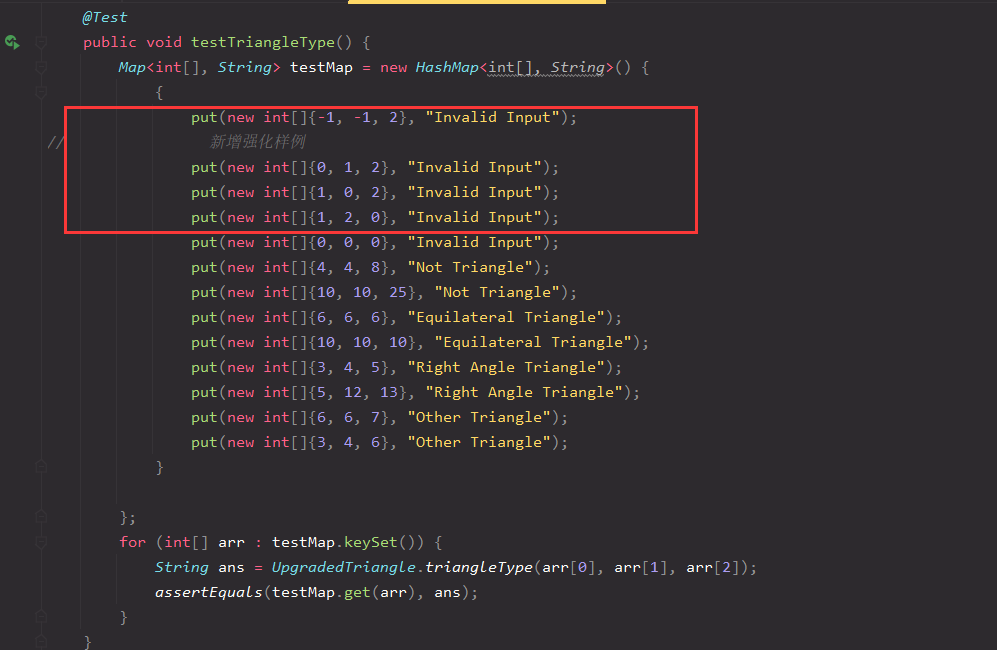 @Test
public void testTriangleType() {
Map<int[], String> testMap = new HashMap<int[], String>() {
{
put(new int[]{-1, -1, 2}, "Invalid Input");
// 新增强化样例
put(new int[]{0, 1, 2}, "Invalid Input");
put(new int[]{1, 0, 2}, "Invalid Input");
put(new int[]{1, 2, 0}, "Invalid Input");
put(new int[]{0, 0, 0}, "Invalid Input");
put(new int[]{4, 4, 8}, "Not Triangle");
put(new int[]{10, 10, 25}, "Not Triangle");
put(new int[]{6, 6, 6}, "Equilateral Triangle");
put(new int[]{10, 10, 10}, "Equilateral Triangle");
put(new int[]{3, 4, 5}, "Right Angle Triangle");
put(new int[]{5, 12, 13}, "Right Angle Triangle");
put(new int[]{6, 6, 7}, "Other Triangle");
put(new int[]{3, 4, 6}, "Other Triangle");
}
};
for (int[] arr : testMap.keySet()) {
String ans = UpgradedTriangle.triangleType(arr[0], arr[1], arr[2]);
assertEquals(testMap.get(arr), ans);
}
}